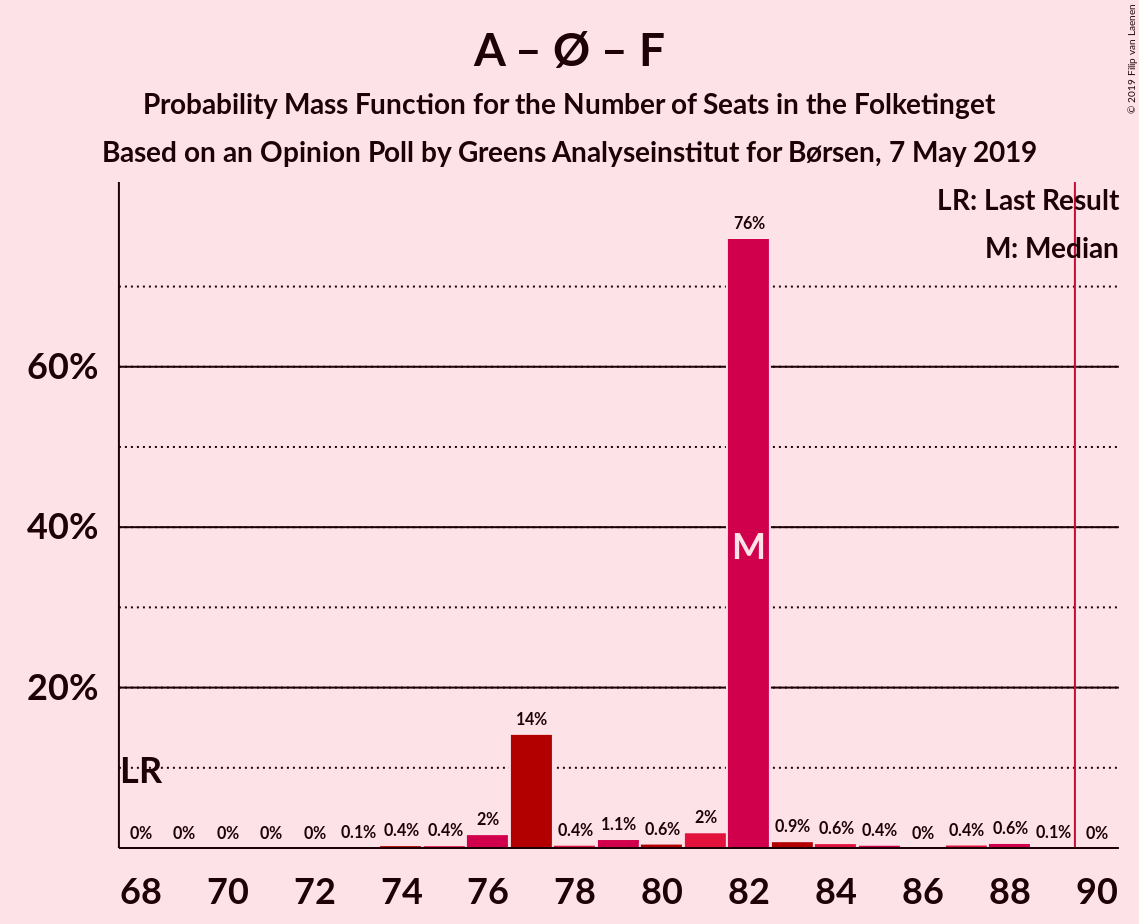 A – Ø – F
Probability Mass Function for the Number of Seats in the Folketinget
Based on an Opinion Poll by Greens Analyseinstitut for Børsen, 7 May 2019
© 2019 Filip van Laenen
LR: Last Result
M: Median
76%
60%
40%
M
20%
14%
LR
0% 0% 0% 0% 0% 0.1% 0.4% 0.4% 2% 0.4% 1.1% 0.6% 2% 0.9% 0.6% 0.4% 0% 0.4% 0.6% 0.1% 0%
68 70 72 74 76 78 80 82 84 86 88 90